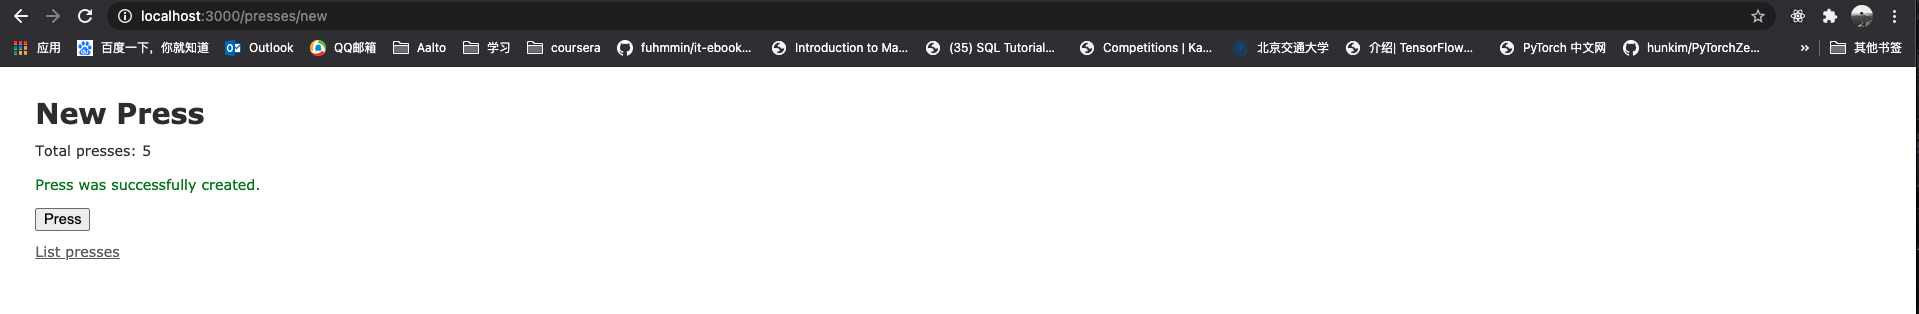 localhost:3000/presses/new
应用 百度一下，你就知道 Outlook QQ邮箱 Aalto 学习 coursera fuhmmin/it-ebook... Introduction to Ma... (35) SQL Tutorial... Competitions | Ka... 北京交通大学 介绍| TensorFlow... PyTorch 中文网 hunkim/PyTorchZe... » 其他书签
New Press
Total presses: 5
Press was successfully created.
Press
List presses